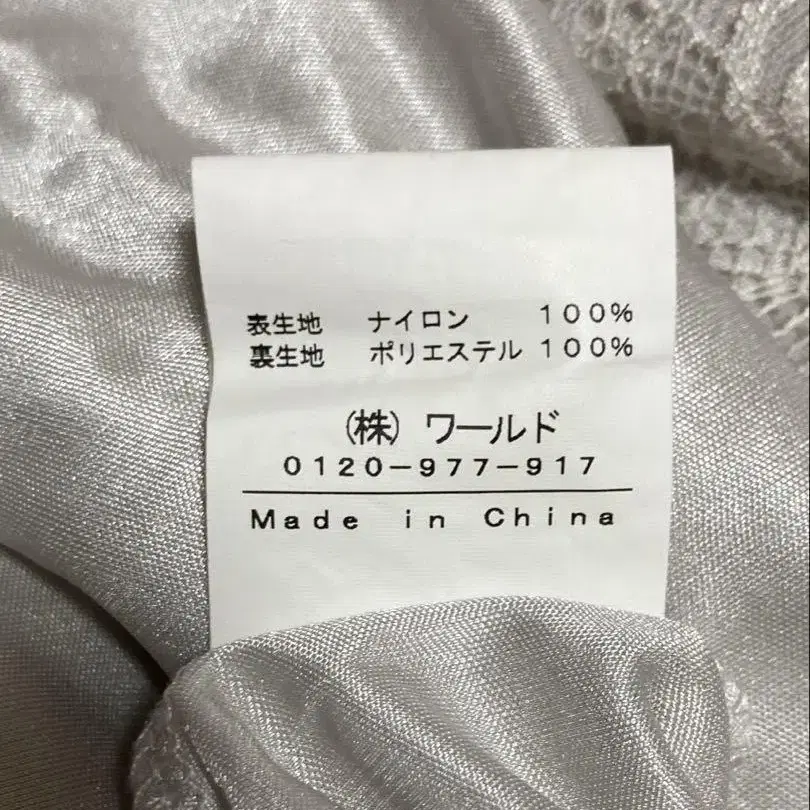 表生地 ナイロン 100%
裏生地 ポリエステル 100%
(株) ワールド
0120-977-917
Made in China